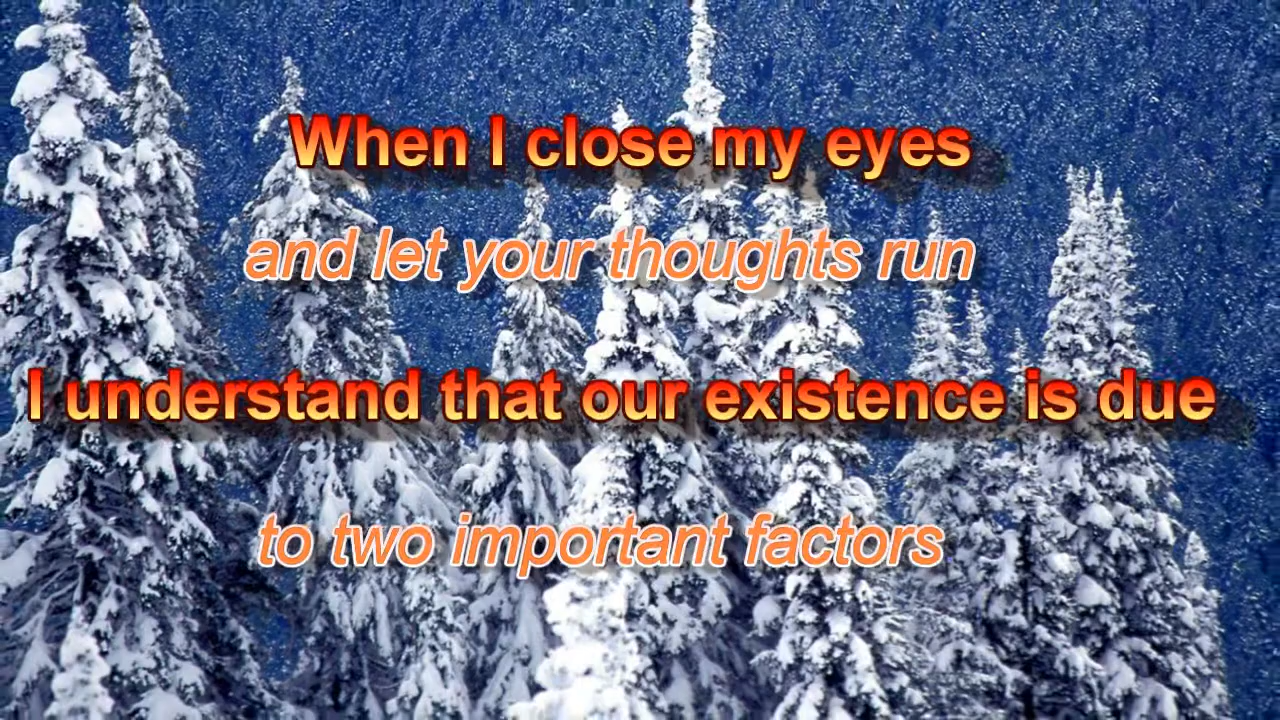 When I close my eyes
and let your thoughts run
I understand that our existence is due
to two important factors